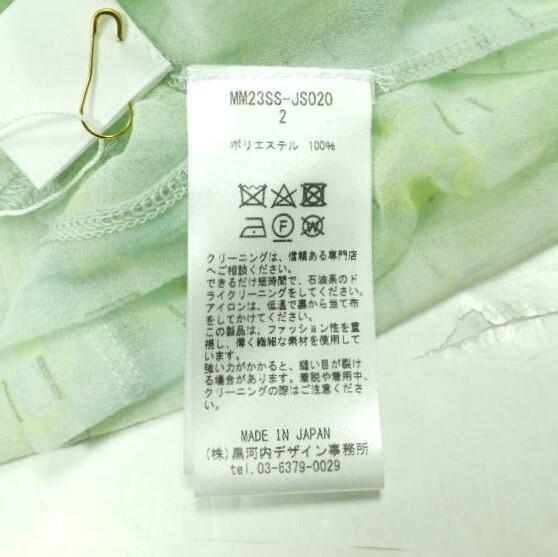 MM23SS-JS020
2
ポリエステル 100%
クリーニングは、信頼ある専門店
へご相談ください。
できるだけ短時間で、石油系のド
ライクリーニングをしてください。
アイロンは、低温で裏から当て布
をしてかけてください。
この製品は、ファッション性を重
視し、薄く繊細な素材を使用して
います。
強い力がかかると、縫い目が裂け
る場合があります。着脱や着用中、
クリーニングの際はご注意くださ
い。
MADE IN JAPAN
(株)黒河内デザイン事務所
tel.03-6379-0029